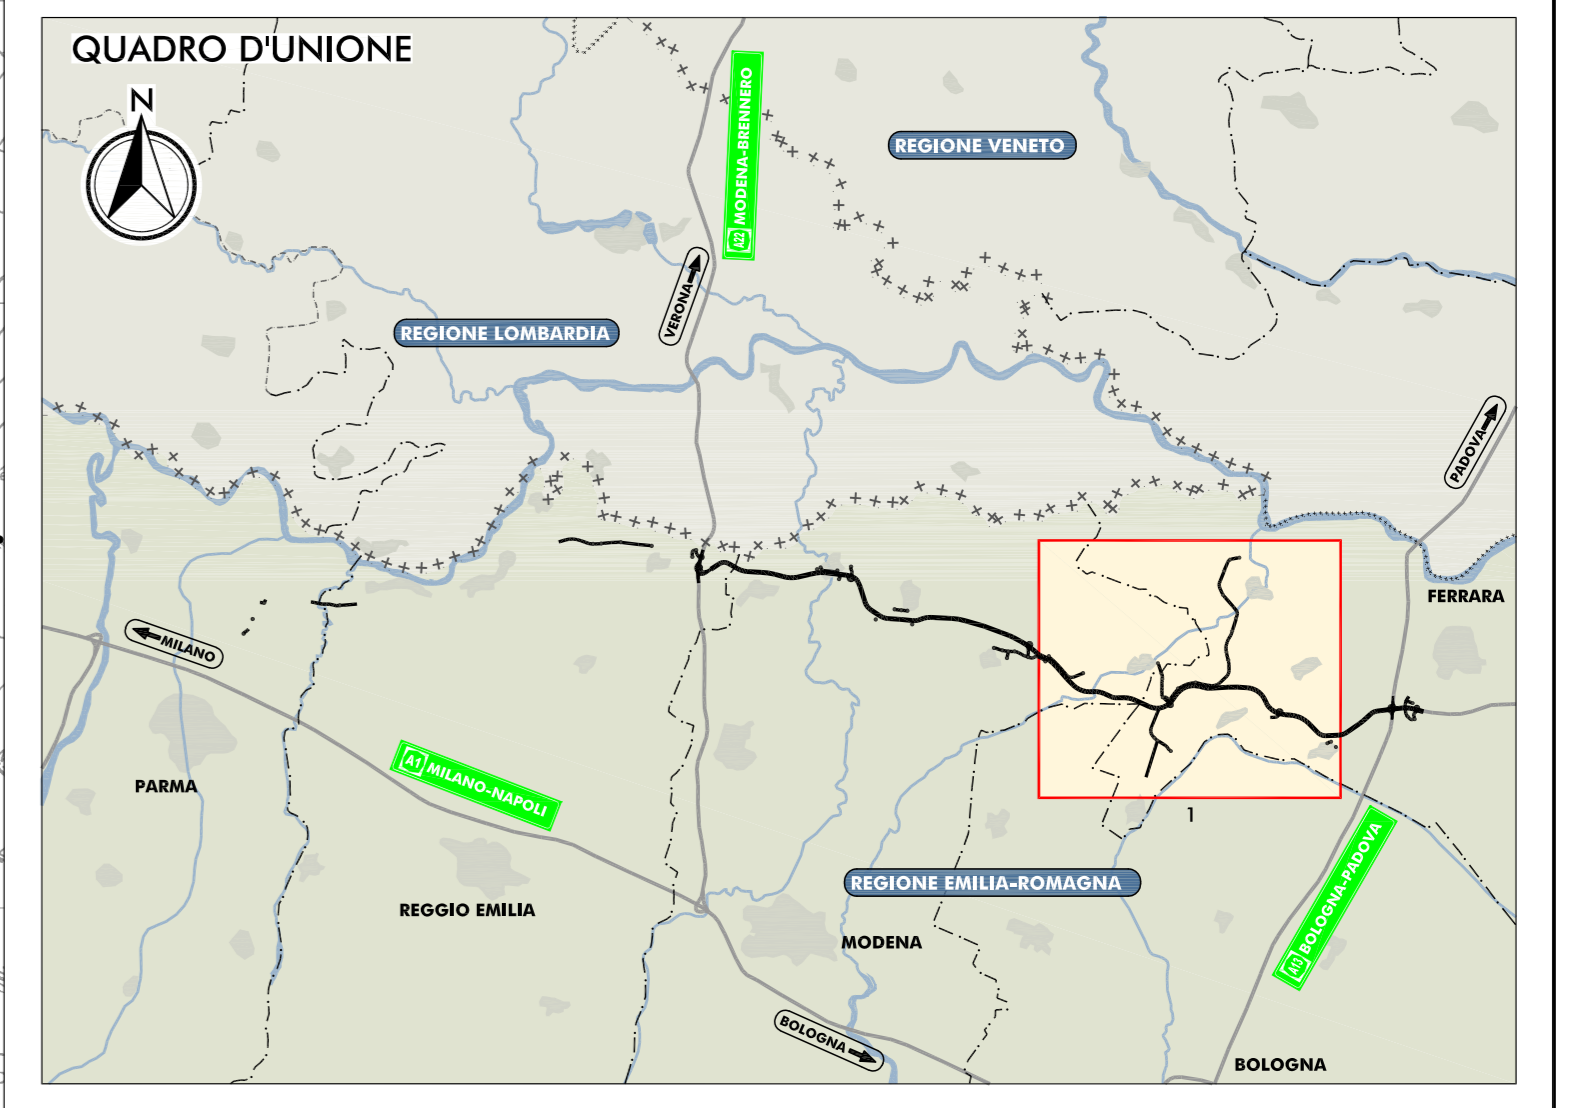 QUADRO D'UNIONE
N
A22 MODENA-BRENNERO
REGIONE VENETO
VERONA
REGIONE LOMBARDIA
PADOVA
FERRARA
MILANO
PARMA
A1 MILANO-NAPOLI
1
A13 BOLOGNA-PADOVA
REGIONE EMILIA-ROMAGNA
REGGIO EMILIA
MODENA
BOLOGNA
BOLOGNA